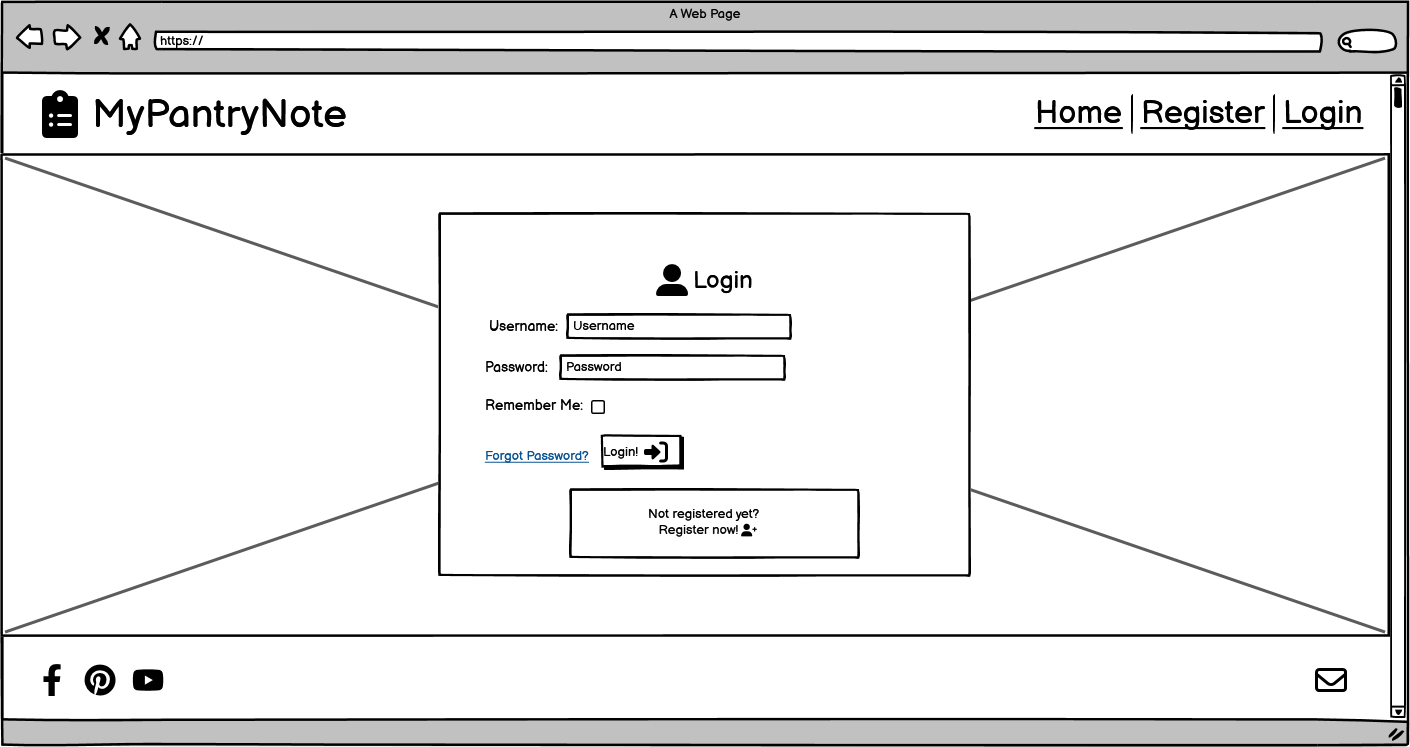 A Web Page
https://
MyPantryNote
Home Register Login
Login
Username: Username
Password: Password
Remember Me:
Forgot Password? Login!
Not registered yet?
Register now!